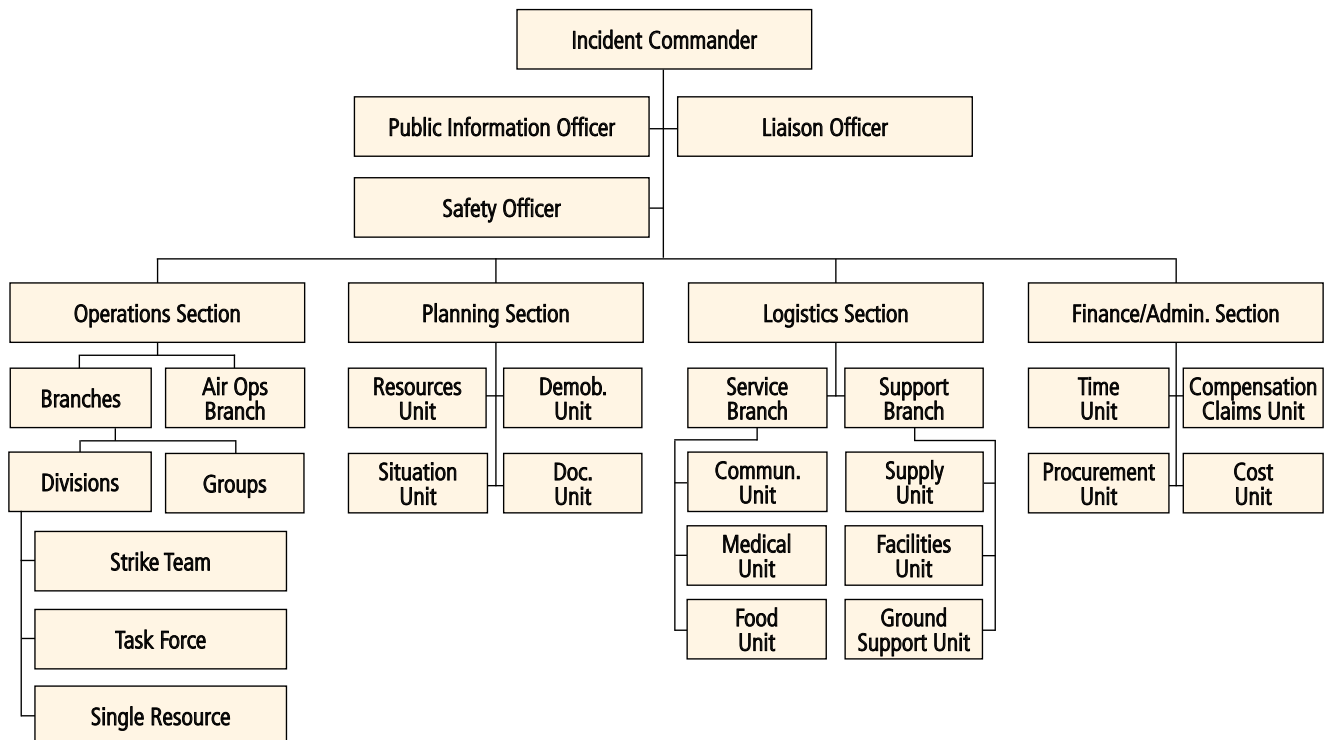 Incident Commander
Public Information Officer
Liaison Officer
Safety Officer
Operations Section
Planning Section
Logistics Section
Finance/Admin. Section
Branches
Air Ops
Branch
Resources
Unit
Demob.
Unit
Service
Branch
Support
Branch
Time
Unit
Compensation
Claims Unit
Divisions
Groups
Situation
Unit
Doc.
Unit
Commun.
Unit
Supply
Unit
Procurement
Unit
Cost
Unit
Strike Team
Medical
Unit
Facilities
Unit
Task Force
Food
Unit
Ground
Support Unit
Single Resource